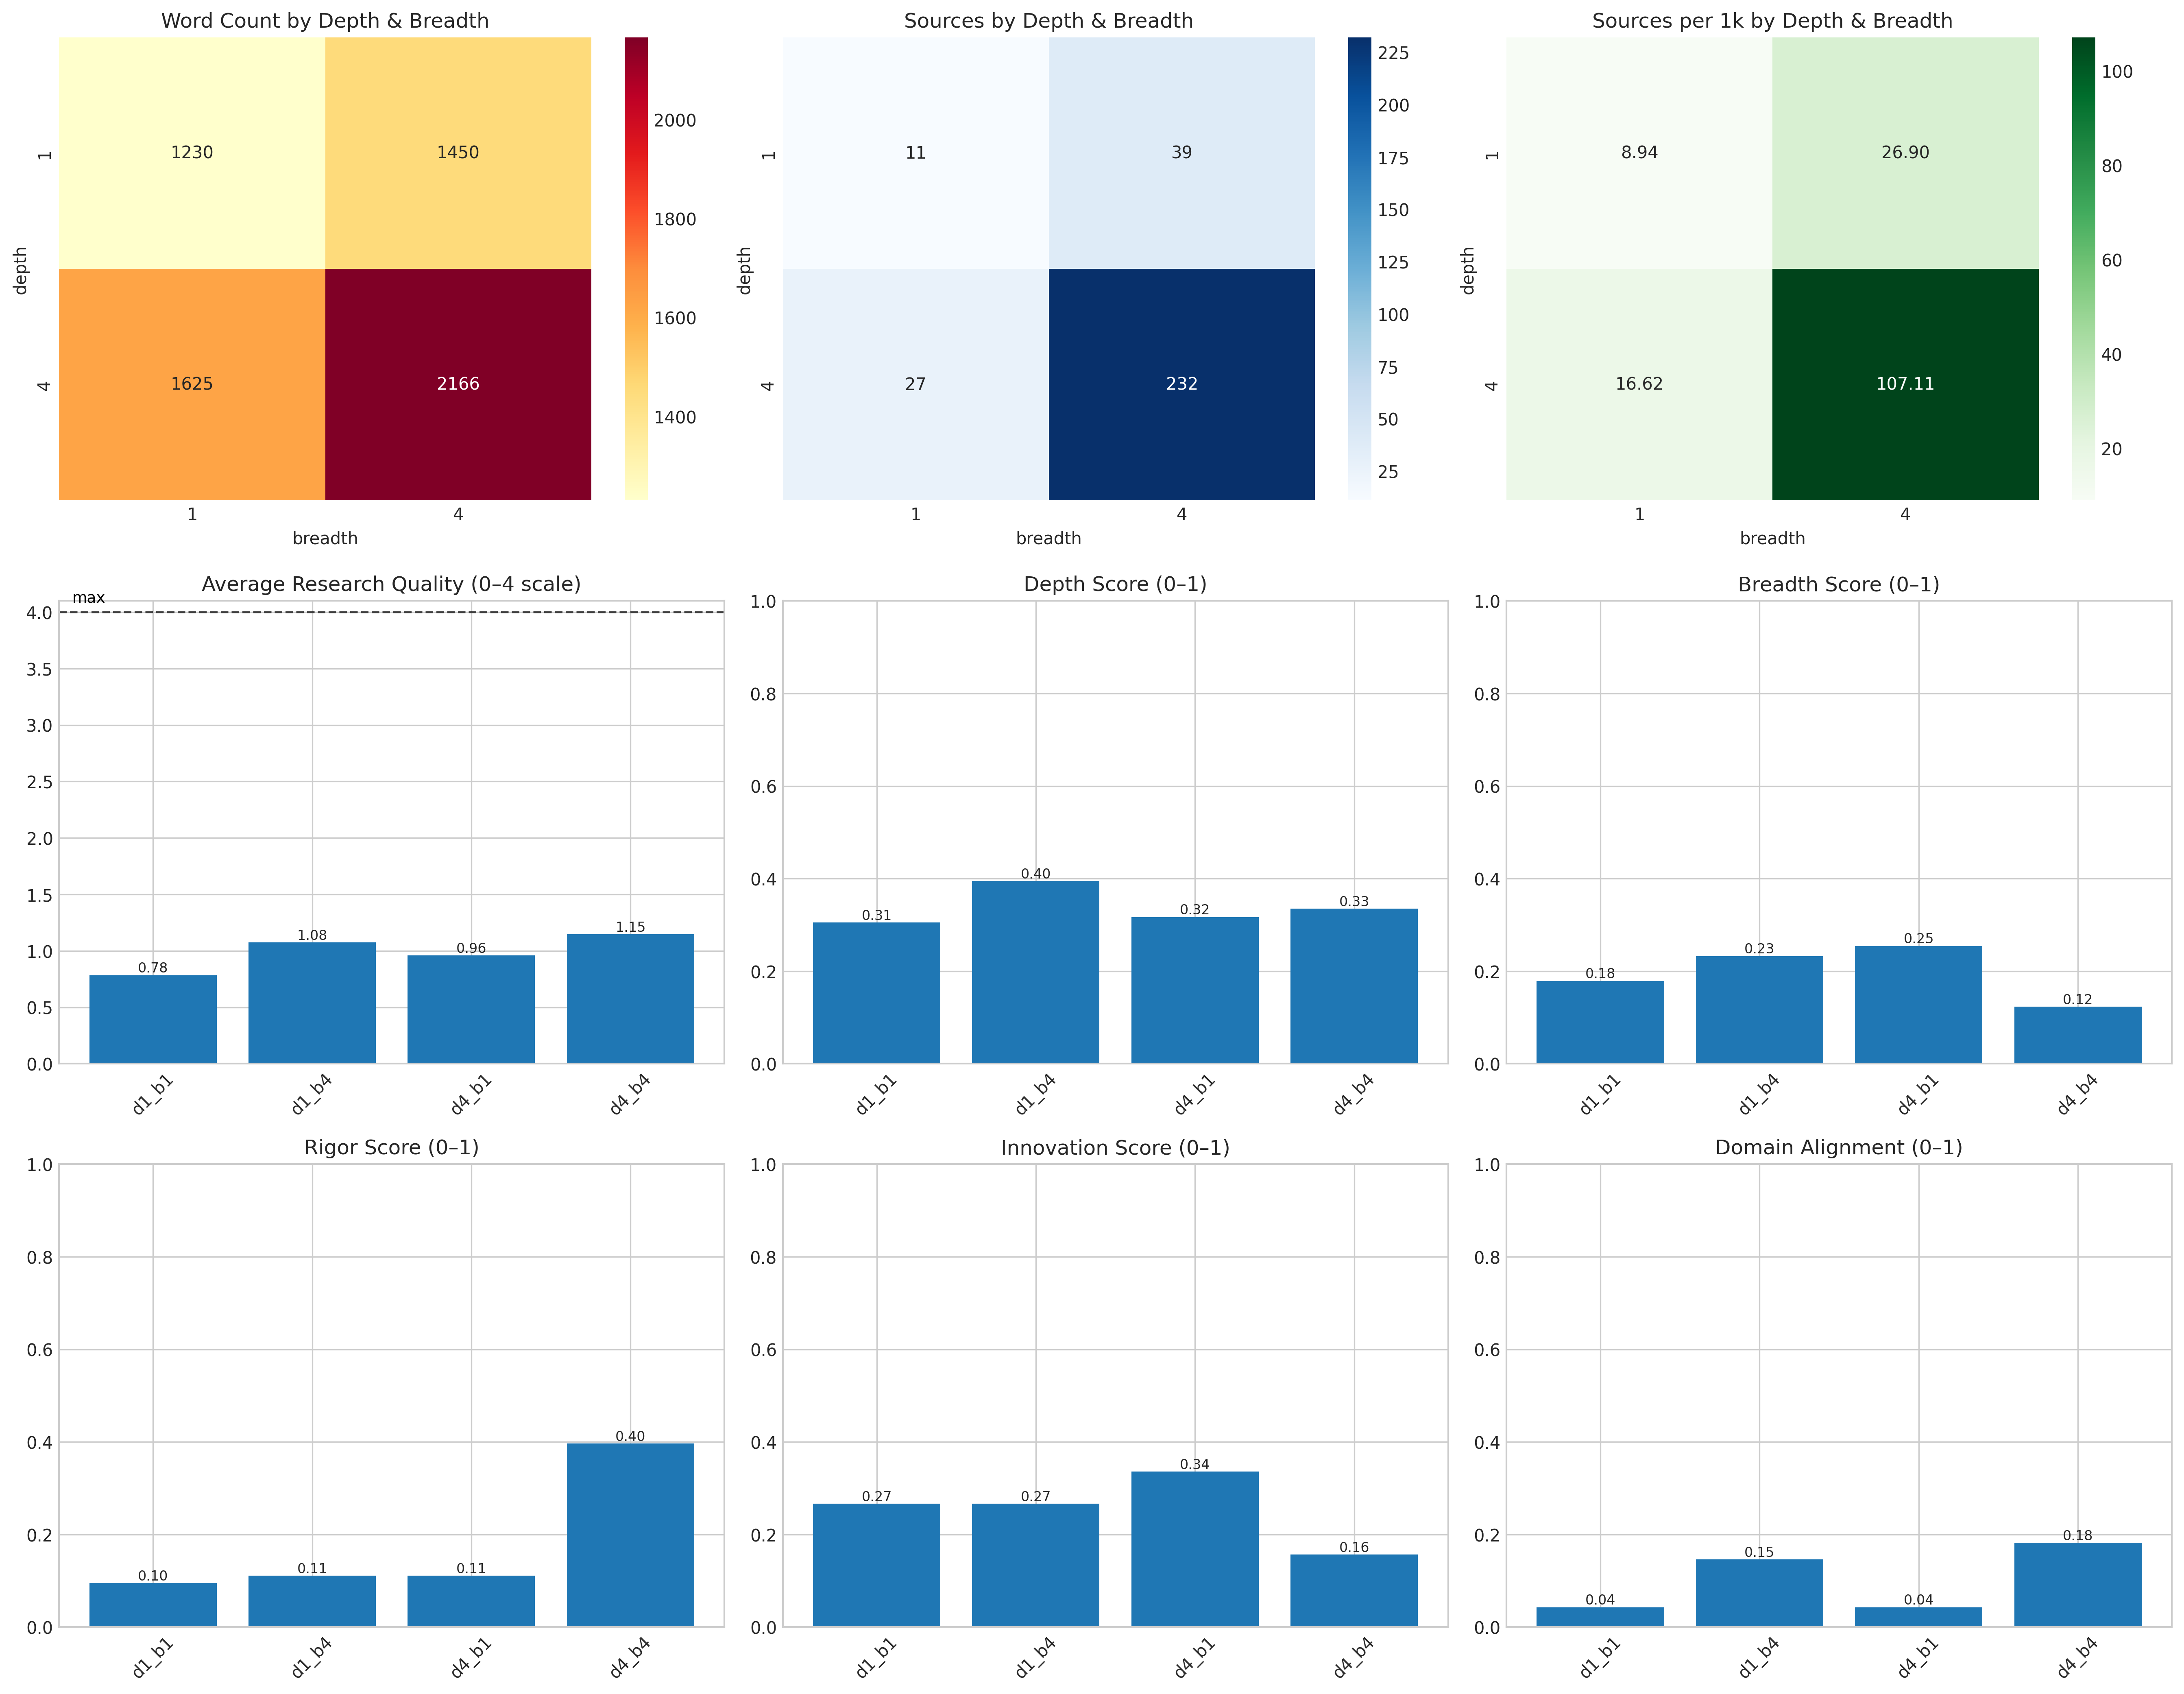 Word Count by Depth & Breadth
1230 1450
1625 2166
1
4
depth
1 4
breadth
2000
1800
1600
1400
Sources by Depth & Breadth
11 39
27 232
1
4
depth
1 4
breadth
225
200
175
150
125
100
75
50
25
Sources per 1k by Depth & Breadth
8.94 26.90
16.62 107.11
1
4
depth
1 4
breadth
100
80
60
40
20
Average Research Quality (0–4 scale)
max
4.0
3.5
3.0
2.5
2.0
1.5
1.0
0.5
0.0
0.78 1.08 0.96 1.15
d1_b1 d1_b4 d4_b1 d4_b4
Depth Score (0–1)
1.0
0.8
0.6
0.4
0.2
0.0
0.31 0.40 0.32 0.33
d1_b1 d1_b4 d4_b1 d4_b4
Breadth Score (0–1)
1.0
0.8
0.6
0.4
0.2
0.0
0.18 0.23 0.25 0.12
d1_b1 d1_b4 d4_b1 d4_b4
Rigor Score (0–1)
1.0
0.8
0.6
0.4
0.2
0.0
0.10 0.11 0.11 0.40
d1_b1 d1_b4 d4_b1 d4_b4
Innovation Score (0–1)
1.0
0.8
0.6
0.4
0.2
0.0
0.27 0.27 0.34 0.16
d1_b1 d1_b4 d4_b1 d4_b4
Domain Alignment (0–1)
1.0
0.8
0.6
0.4
0.2
0.0
0.04 0.15 0.04 0.18
d1_b1 d1_b4 d4_b1 d4_b4